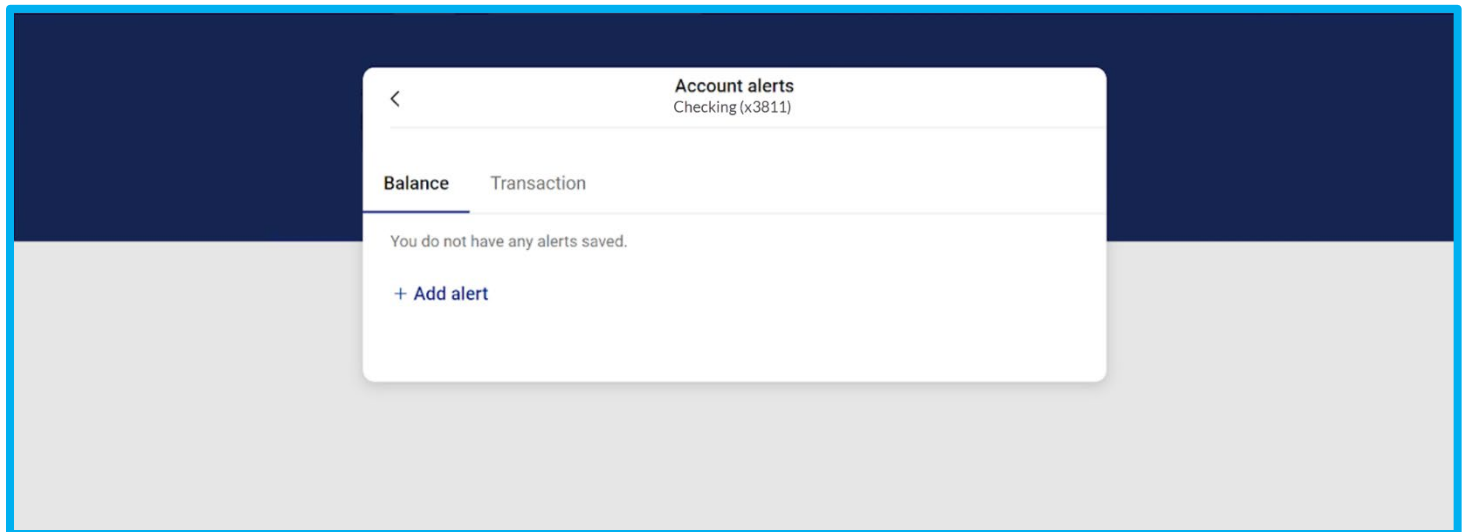 Account alerts
Checking (x3811)
Balance Transaction
You do not have any alerts saved.
+ Add alert